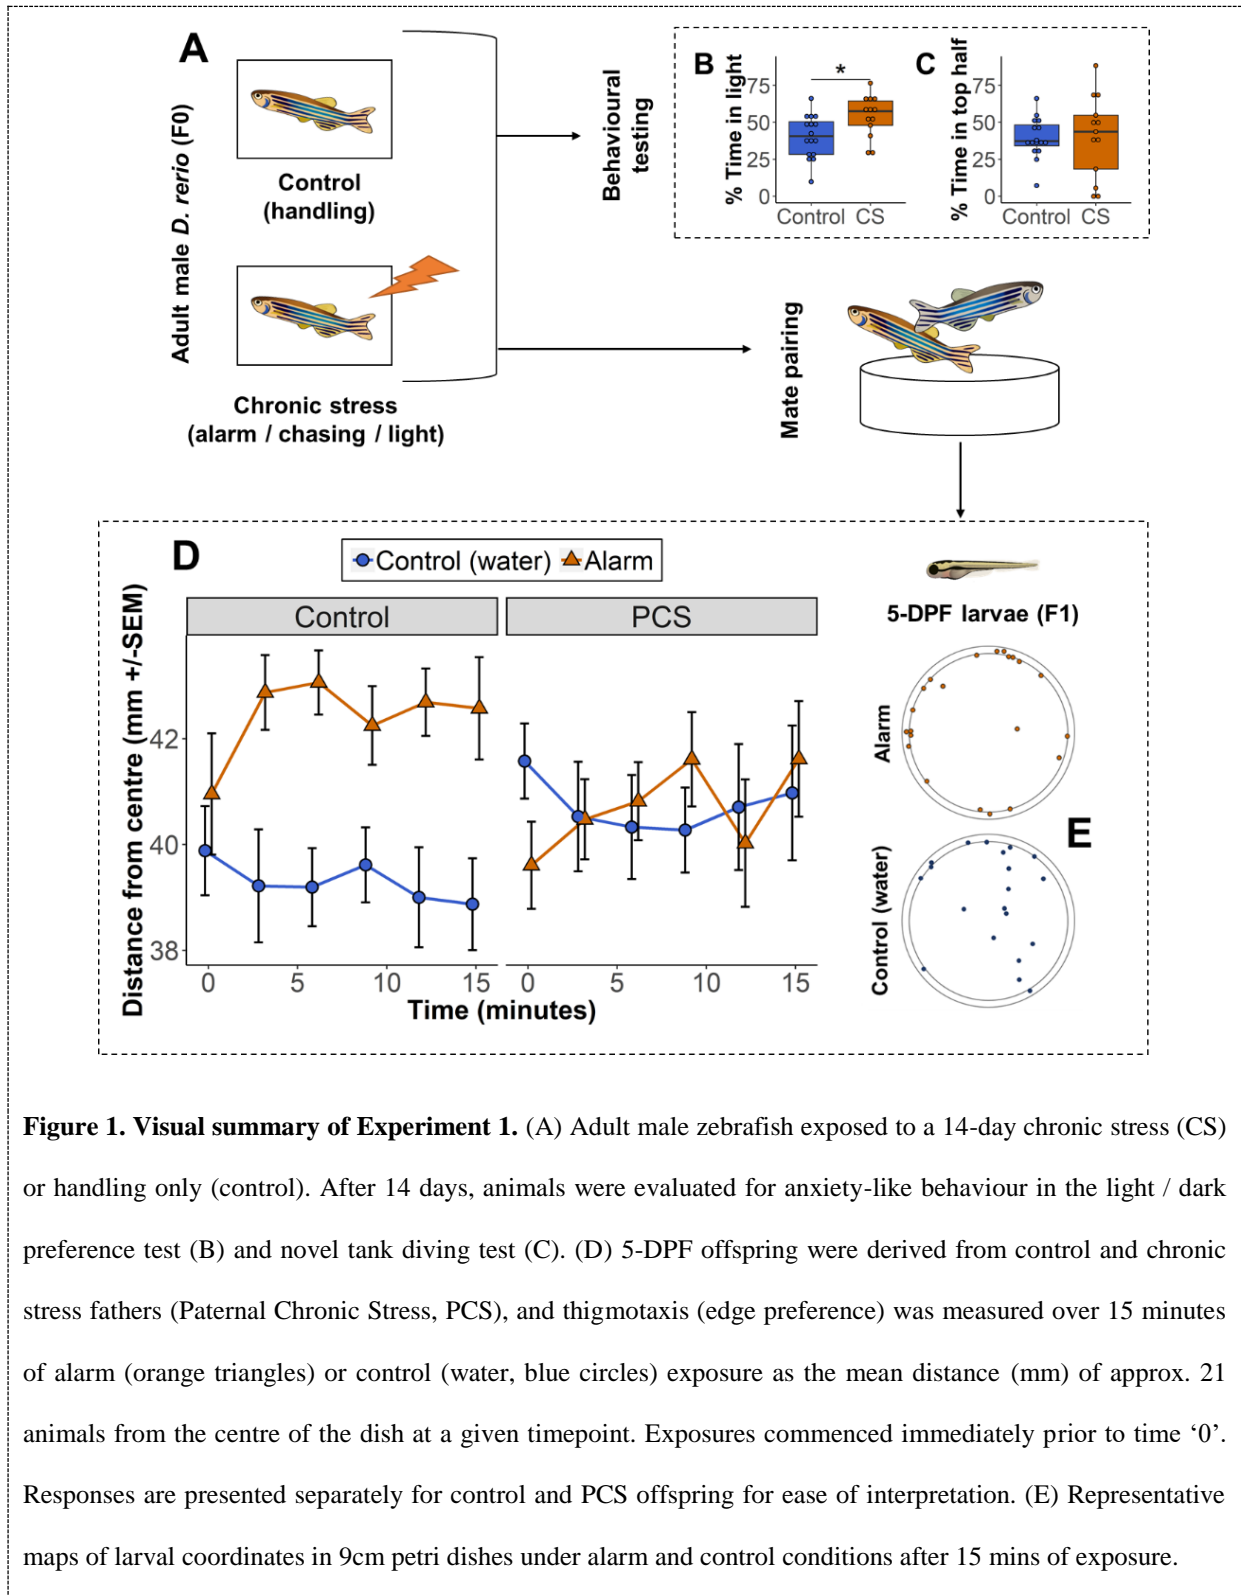 A
Adult male D. rerio (F0)
Control
(handling)
Chronic stress
(alarm / chasing / light)
Behavioural
testing
B
% Time in light
75
50
25
0
*
Control CS
C
% Time in top half
75
50
25
0
Control CS
Mate pairing
D
Control (water) Alarm
Control PCS
Distance from centre (mm +/-SEM)
42
40
38
0 5 10 15 0 5 10 15
Time (minutes)
5-DPF larvae (F1)
Alarm
Control (water)
E
Figure 1. Visual summary of Experiment 1. (A) Adult male zebrafish exposed to a 14-day chronic stress (CS)
or handling only (control). After 14 days, animals were evaluated for anxiety-like behaviour in the light / dark
preference test (B) and novel tank diving test (C). (D) 5-DPF offspring were derived from control and chronic
stress fathers (Paternal Chronic Stress, PCS), and thigmotaxis (edge preference) was measured over 15 minutes
of alarm (orange triangles) or control (water, blue circles) exposure as the mean distance (mm) of approx. 21
animals from the centre of the dish at a given timepoint. Exposures commenced immediately prior to time ‘0’.
Responses are presented separately for control and PCS offspring for ease of interpretation. (E) Representative
maps of larval coordinates in 9cm petri dishes under alarm and control conditions after 15 mins of exposure.